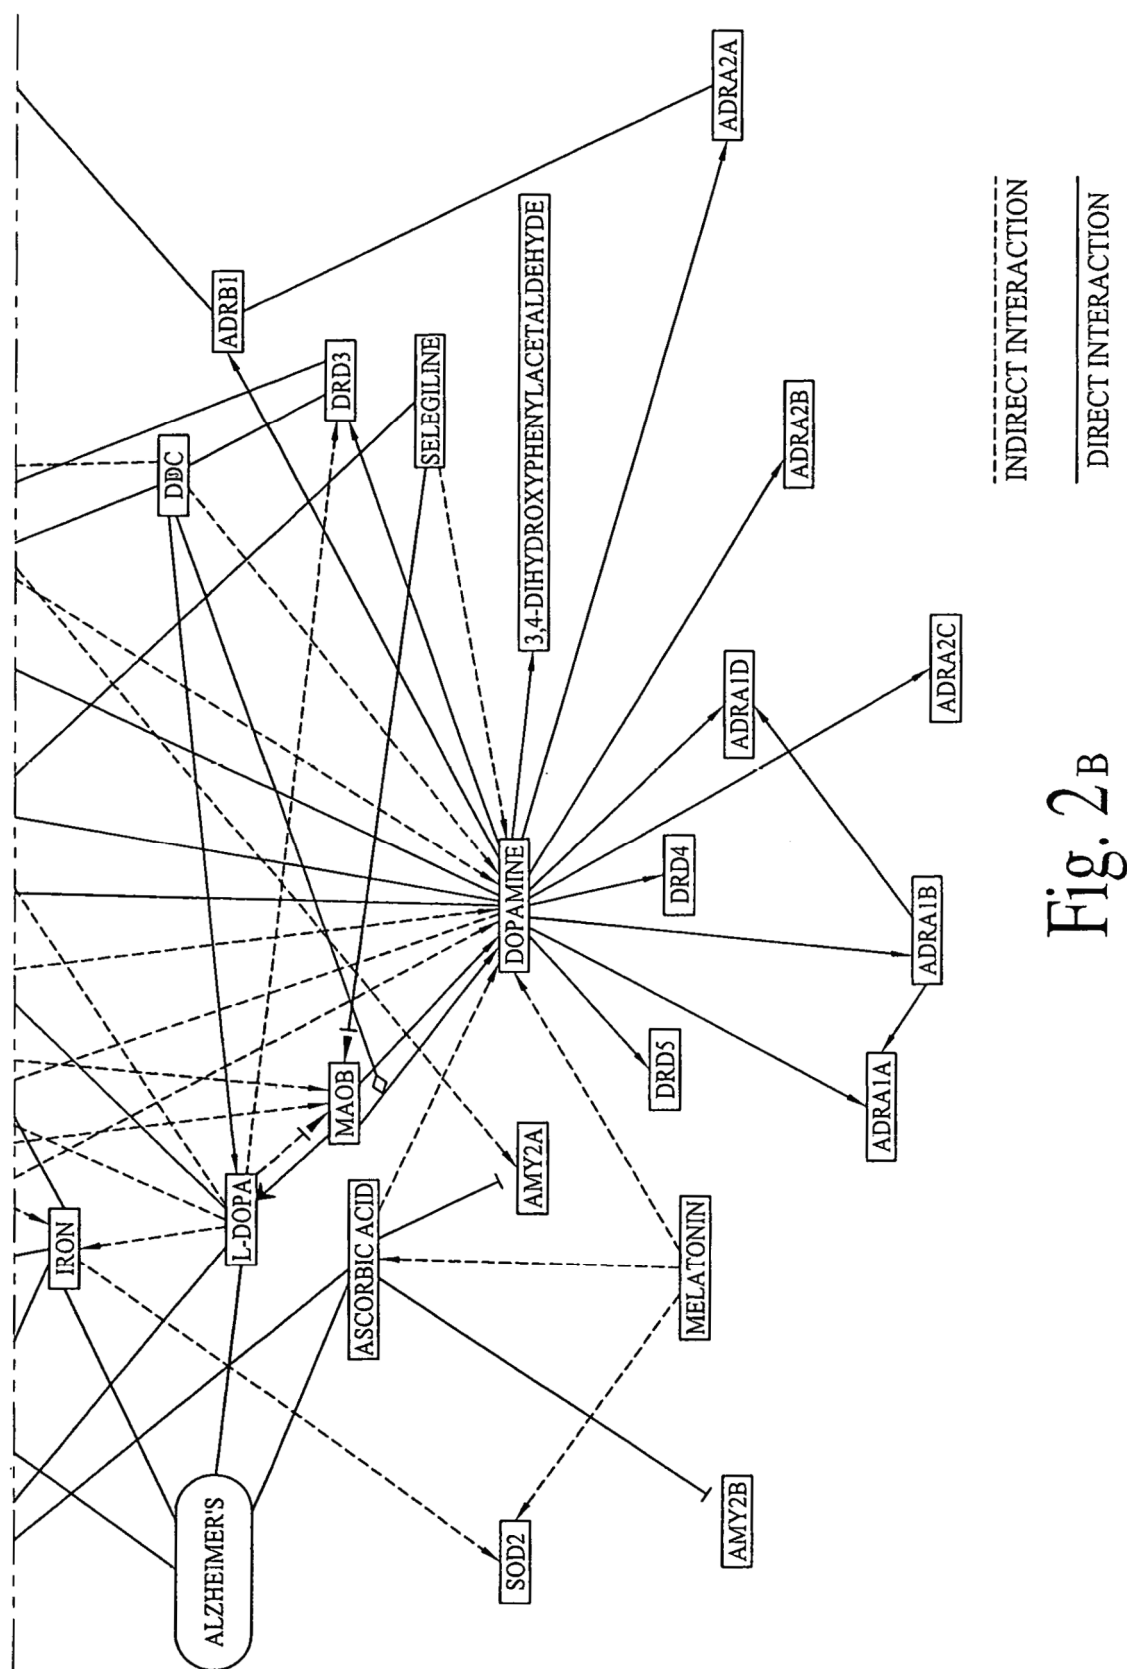 ADRA2A
ADRB1
3,4-DIHYDROXYPHENYLACETALDEHYDE
DRD3
SELEGILINE
DDC
ADRA2B
INDIRECT INTERACTION
DIRECT INTERACTION
ADRA1D
ADRA2C
DOPAMINE
DRD4
ADRA1B
Fig. 2B
MAOB
DRD5
ADRA1A
L-DOPA
AMY2A
IRON
ASCORBIC ACID
MELATONIN
ALZHEIMER'S
SOD2
AMY2B